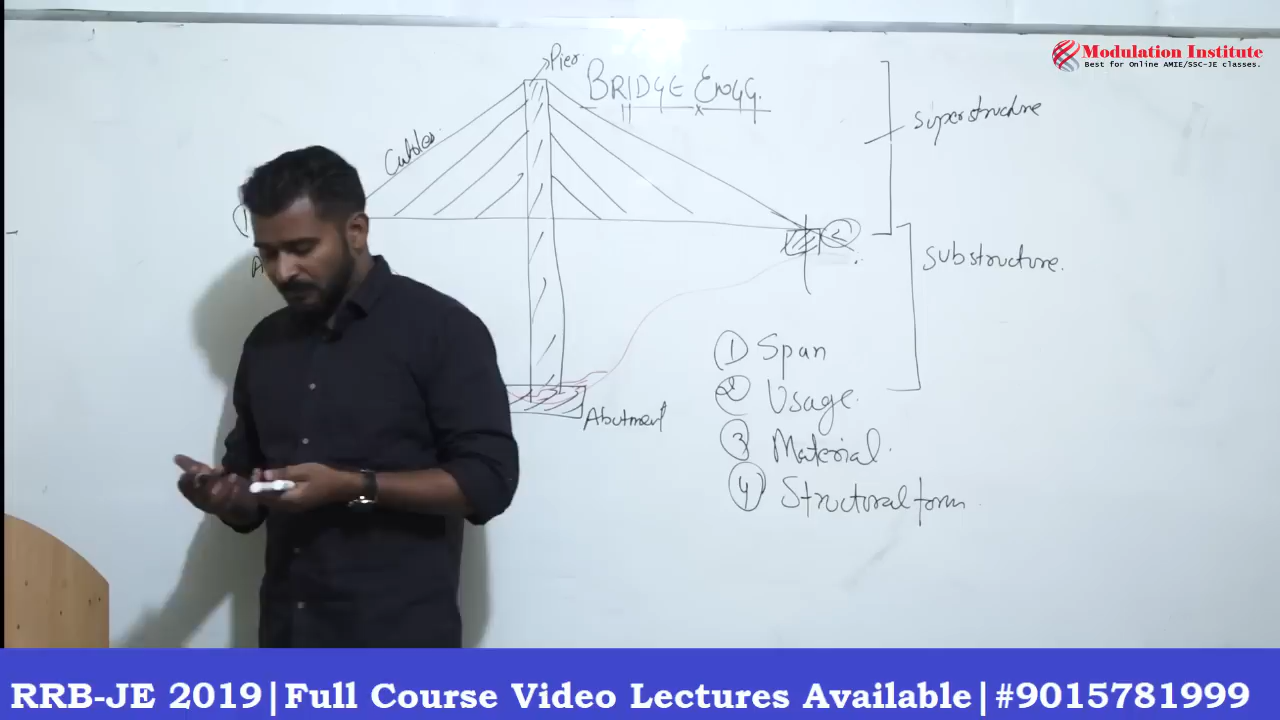 Pier
BRIDGE Engg.
Modulation Institute
Best for Online AMIE/SSC-JE classes.
Superstructure
Cables
Substructure.
① Span
② Usage.
③ Material.
④ Structural form
Abutment
RRB-JE 2019|Full Course Video Lectures Available|#9015781999